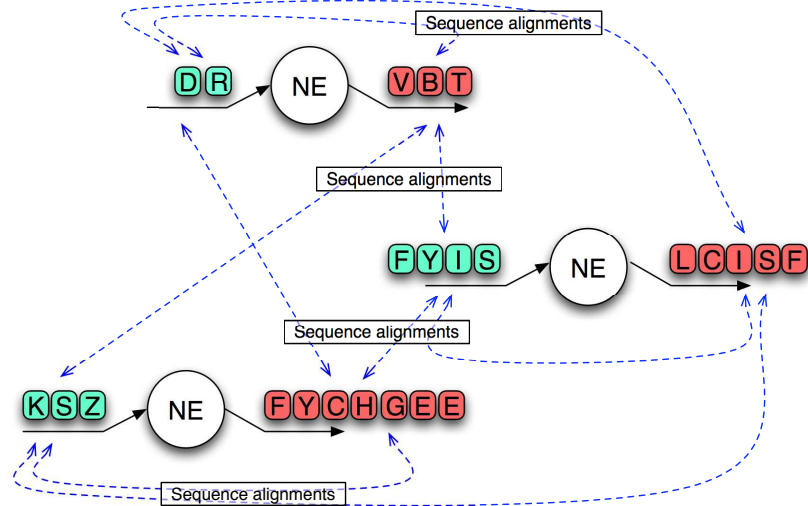 Sequence alignments
D R NE V B T
Sequence alignments
F Y I S NE L C I S F
Sequence alignments
K S Z NE F Y C H G E E
Sequence alignments